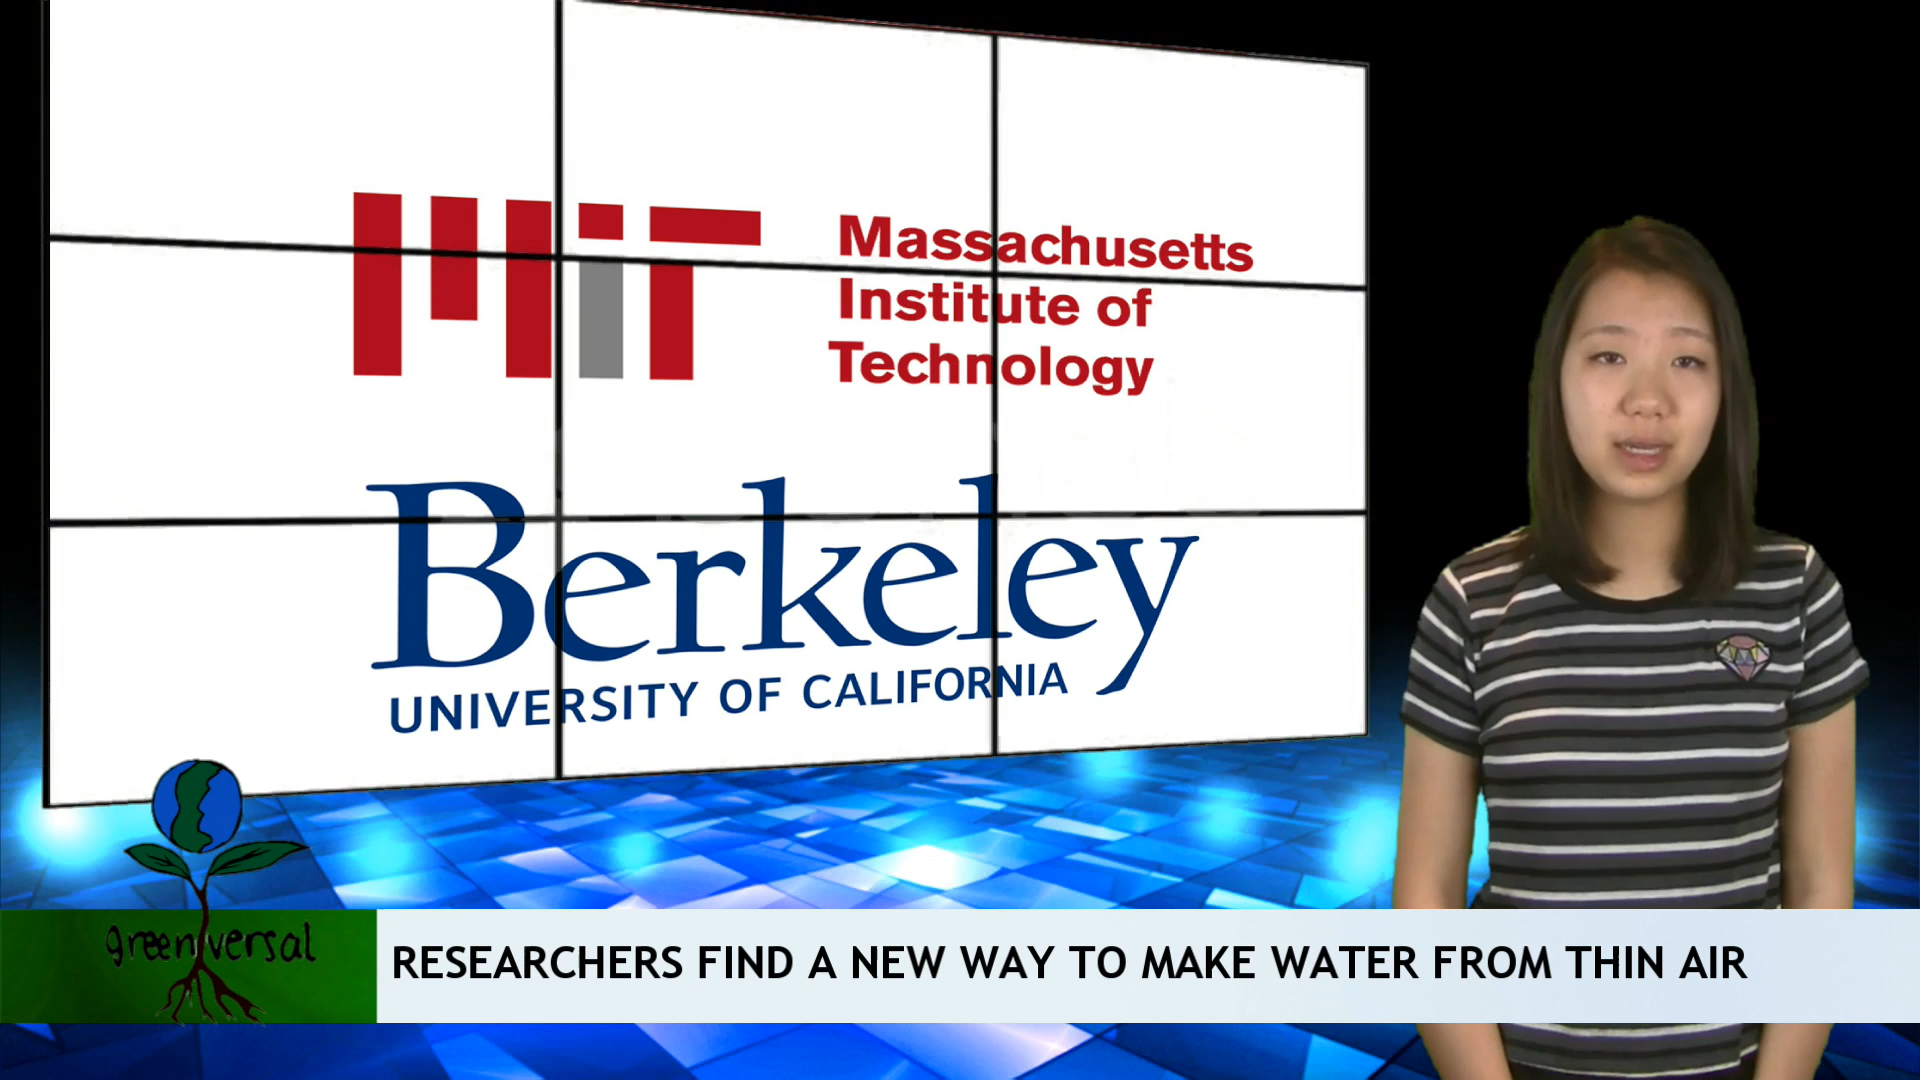 MIT
Massachusetts
Institute of
Technology
Berkeley
UNIVERSITY OF CALIFORNIA
greeniversal
RESEARCHERS FIND A NEW WAY TO MAKE WATER FROM THIN AIR